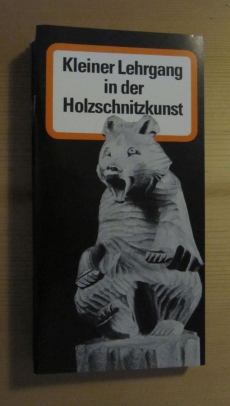 Kleiner Lehrgang
in der
Holzschnitzkunst